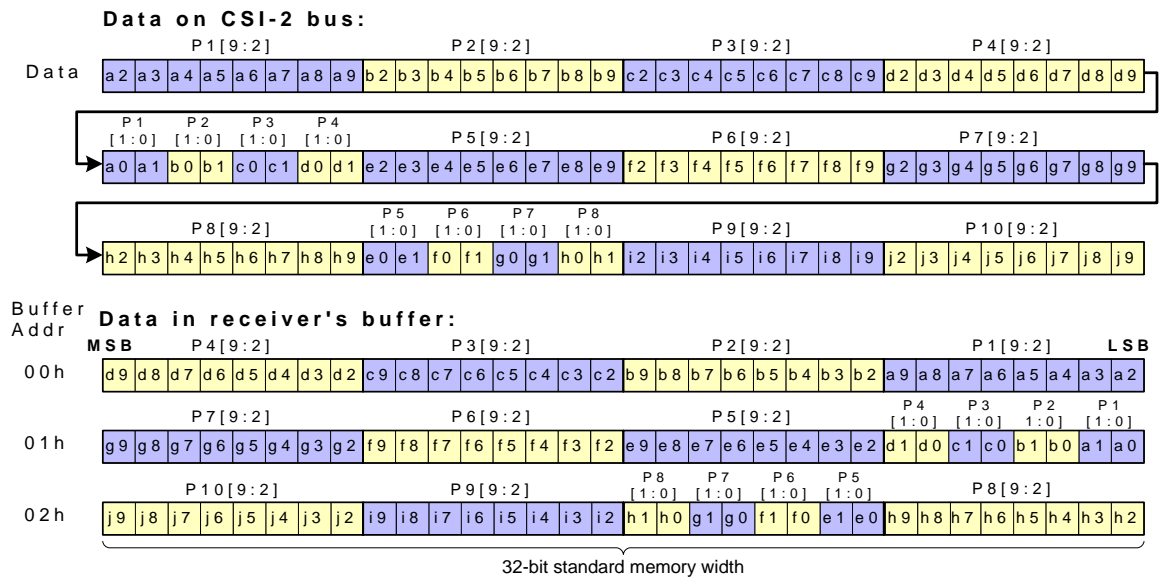 Data on CSI-2 bus:
P1[9:2] P2[9:2] P3[9:2] P4[9:2]
Data a2 a3 a4 a5 a6 a7 a8 a9 b2 b3 b4 b5 b6 b7 b8 b9 c2 c3 c4 c5 c6 c7 c8 c9 d2 d3 d4 d5 d6 d7 d8 d9
P1 P2 P3 P4
[1:0] [1:0] [1:0] [1:0] P5[9:2] P6[9:2] P7[9:2]
a0 a1 b0 b1 c0 c1 d0 d1 e2 e3 e4 e5 e6 e7 e8 e9 f2 f3 f4 f5 f6 f7 f8 f9 g2 g3 g4 g5 g6 g7 g8 g9
P5 P6 P7 P8
P8[9:2] [1:0] [1:0] [1:0] [1:0] P9[9:2] P10[9:2]
h2 h3 h4 h5 h6 h7 h8 h9 e0 e1 f0 f1 g0 g1 h0 h1 i2 i3 i4 i5 i6 i7 i8 i9 j2 j3 j4 j5 j6 j7 j8 j9
Buffer
Addr Data in receiver's buffer:
MSB P4[9:2] P3[9:2] P2[9:2] P1[9:2] LSB
00h d9 d8 d7 d6 d5 d4 d3 d2 c9 c8 c7 c6 c5 c4 c3 c2 b9 b8 b7 b6 b5 b4 b3 b2 a9 a8 a7 a6 a5 a4 a3 a2
P4 P3 P2 P1
P7[9:2] P6[9:2] P5[9:2] [1:0] [1:0] 1:0] [1:0]
01h g9 g8 g7 g6 g5 g4 g3 g2 f9 f8 f7 f6 f5 f4 f3 f2 e9 e8 e7 e6 e5 e4 e3 e2 d1 d0 c1 c0 b1 b0 a1 a0
P8 P7 P6 P5
P10[9:2] P9[9:2] [1:0] [1:0] [1:0] [1:0] P8[9:2]
02h j9 j8 j7 j6 j5 j4 j3 j2 i9 i8 i7 i6 i5 i4 i3 i2 h1 h0 g1 g0 f1 f0 e1 e0 h9 h8 h7 h6 h5 h4 h3 h2
32-bit standard memory width